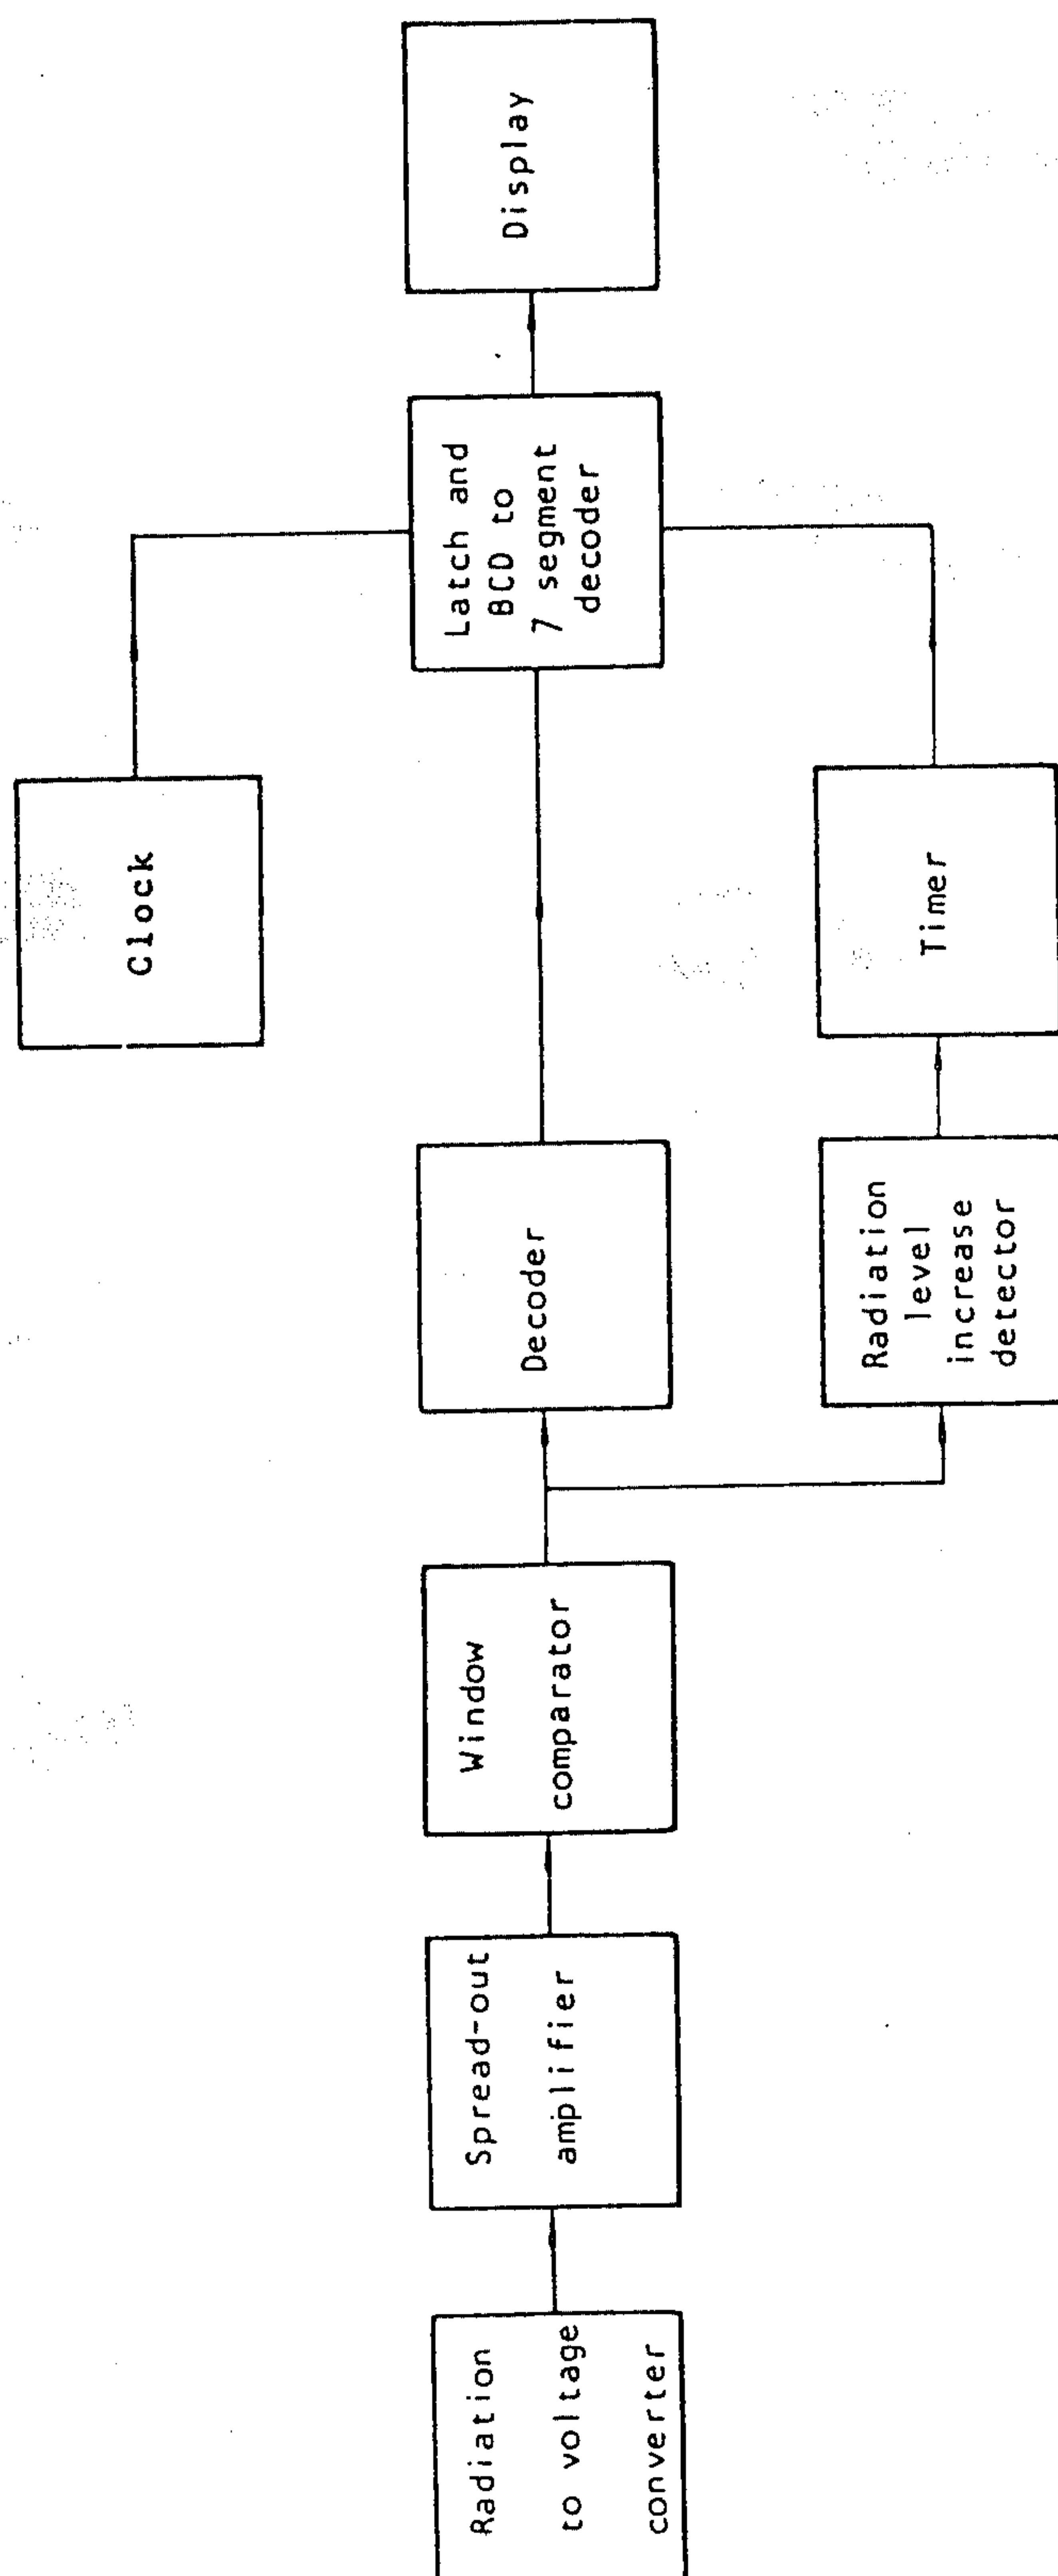 Radiation
to voltage
converter
Spread-out
amplifier
Window
comparator
Decoder
Radiation
level
increase
detector
Clock
Timer
Latch and
BCD to
7 segment
decoder
Display